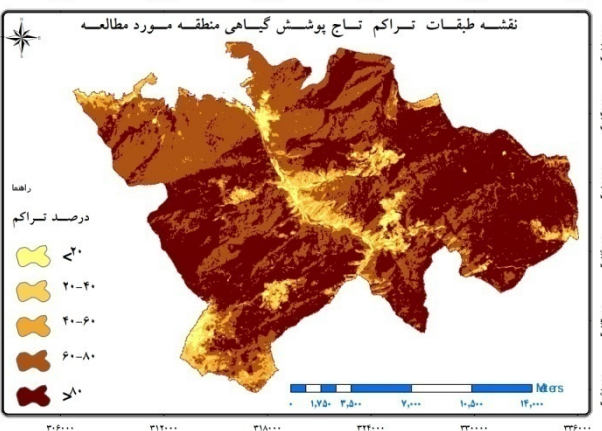 نقشه طبقات تراکم تاج پوشش گیاهی منطقه مورد مطالعه
راهنما
درصد تراکم
<۲۰
۲۰-۴۰
۴۰-۶۰
۶۰-۸۰
>۸۰
Meters
۰ ۱,۷۵۰ ۳,۵۰۰ ۷,۰۰۰ ۱۰,۵۰۰ ۱۴,۰۰۰
۳۰۶۰۰۰ ۳۱۲۰۰۰ ۳۱۸۰۰۰ ۳۲۴۰۰۰ ۳۳۰۰۰۰ ۳۳۶۰۰۰